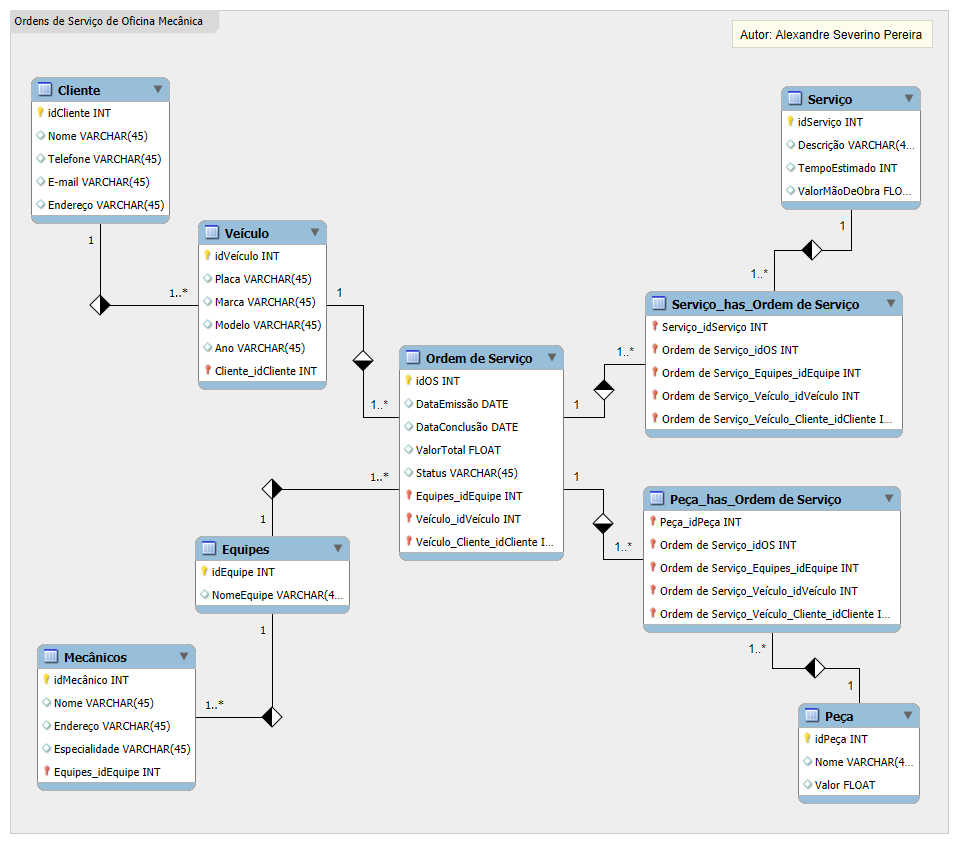 Ordens de Serviço de Oficina Mecânica
Autor: Alexandre Severino Pereira
Cliente
idCliente INT
Nome VARCHAR(45)
Telefone VARCHAR(45)
E-mail VARCHAR(45)
Endereço VARCHAR(45)
1
1..*
Veículo
idVeículo INT
Placa VARCHAR(45)
Marca VARCHAR(45)
Modelo VARCHAR(45)
Ano VARCHAR(45)
Cliente_idCliente INT
1
1..*
Ordem de Serviço
idOS INT
DataEmissão DATE
DataConclusão DATE
ValorTotal FLOAT
Status VARCHAR(45)
Equipes_idEquipe INT
Veículo_idVeículo INT
Veículo_Cliente_idCliente I...
1..*
1
Equipes
idEquipe INT
NomeEquipe VARCHAR(4...
1
1..*
Mecânicos
idMecânico INT
Nome VARCHAR(45)
Endereço VARCHAR(45)
Especialidade VARCHAR(45)
Equipes_idEquipe INT
Serviço
idServiço INT
Descrição VARCHAR(4...
TempoEstimado INT
ValorMãoDeObra FLO...
1
1..*
Serviço_has_Ordem de Serviço
Serviço_idServiço INT
Ordem de Serviço_idOS INT
Ordem de Serviço_Equipes_idEquipe INT
Ordem de Serviço_Veículo_idVeículo INT
Ordem de Serviço_Veículo_Cliente_idCliente I...
1..*
1
1
1..*
Peça_has_Ordem de Serviço
Peça_idPeça INT
Ordem de Serviço_idOS INT
Ordem de Serviço_Equipes_idEquipe INT
Ordem de Serviço_Veículo_idVeículo INT
Ordem de Serviço_Veículo_Cliente_idCliente I...
1..*
1
Peça
idPeça INT
Nome VARCHAR(4...
Valor FLOAT